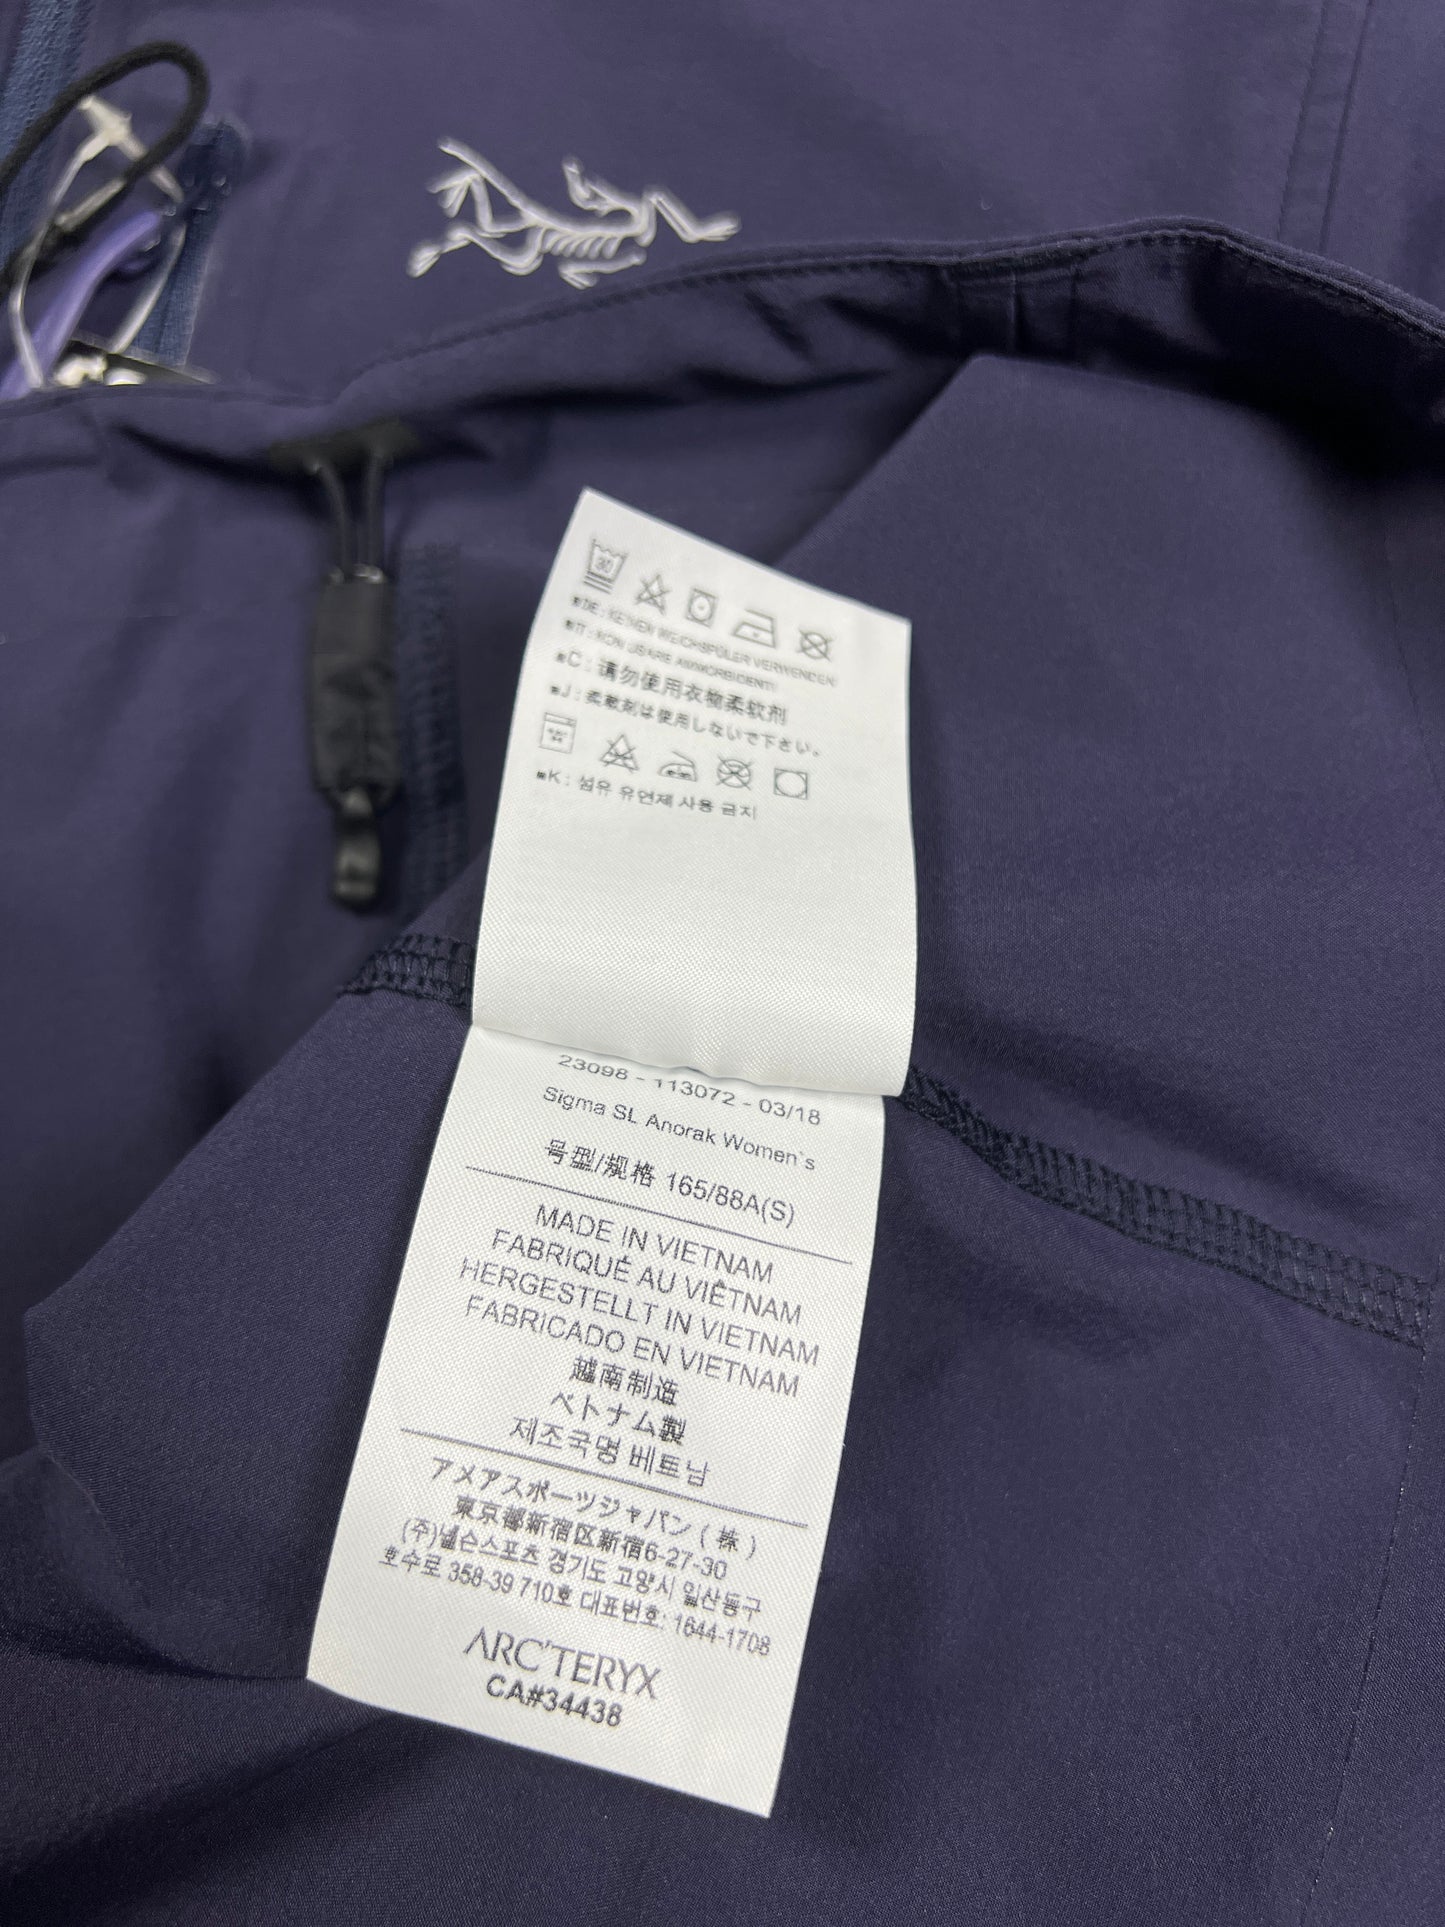 30
■DE: KEINEN WEICHSPÜLER VERWENDEN
■IT: NON USARE AMMORBIDENTI
■C: 请勿使用衣物柔软剂
■J: 柔軟剤は使用しないで下さい。
■K: 섬유 유연제 사용 금지
23098 - 113072 - 03/18
Sigma SL Anorak Women`s
号型/规格 165/88A(S)
MADE IN VIETNAM
FABRIQUÉ AU VIÊTNAM
HERGESTELLT IN VIETNAM
FABRICADO EN VIETNAM
越南制造
ベトナム製
제조국명 베트남
アメアスポーツジャパン (株)
東京都新宿区新宿6-27-30
(주)넬슨스포츠 경기도 고양시 일산동구
호수로 358-39 710호 대표번호: 1644-1708
ARC'TERYX
CA#34438